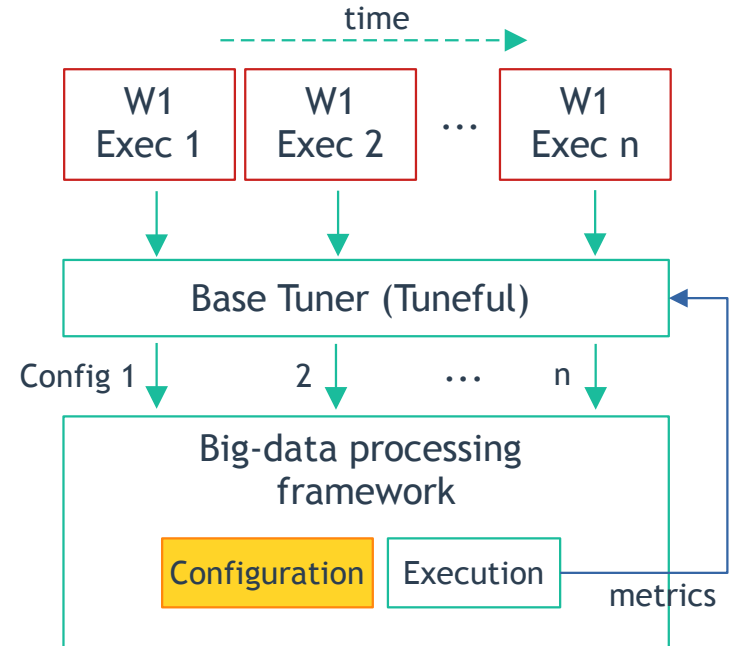 time
W1
Exec 1
W1
Exec 2
...
W1
Exec n
Base Tuner (Tuneful)
Config 1
2
...
n
Big-data processing
framework
Configuration
Execution
metrics